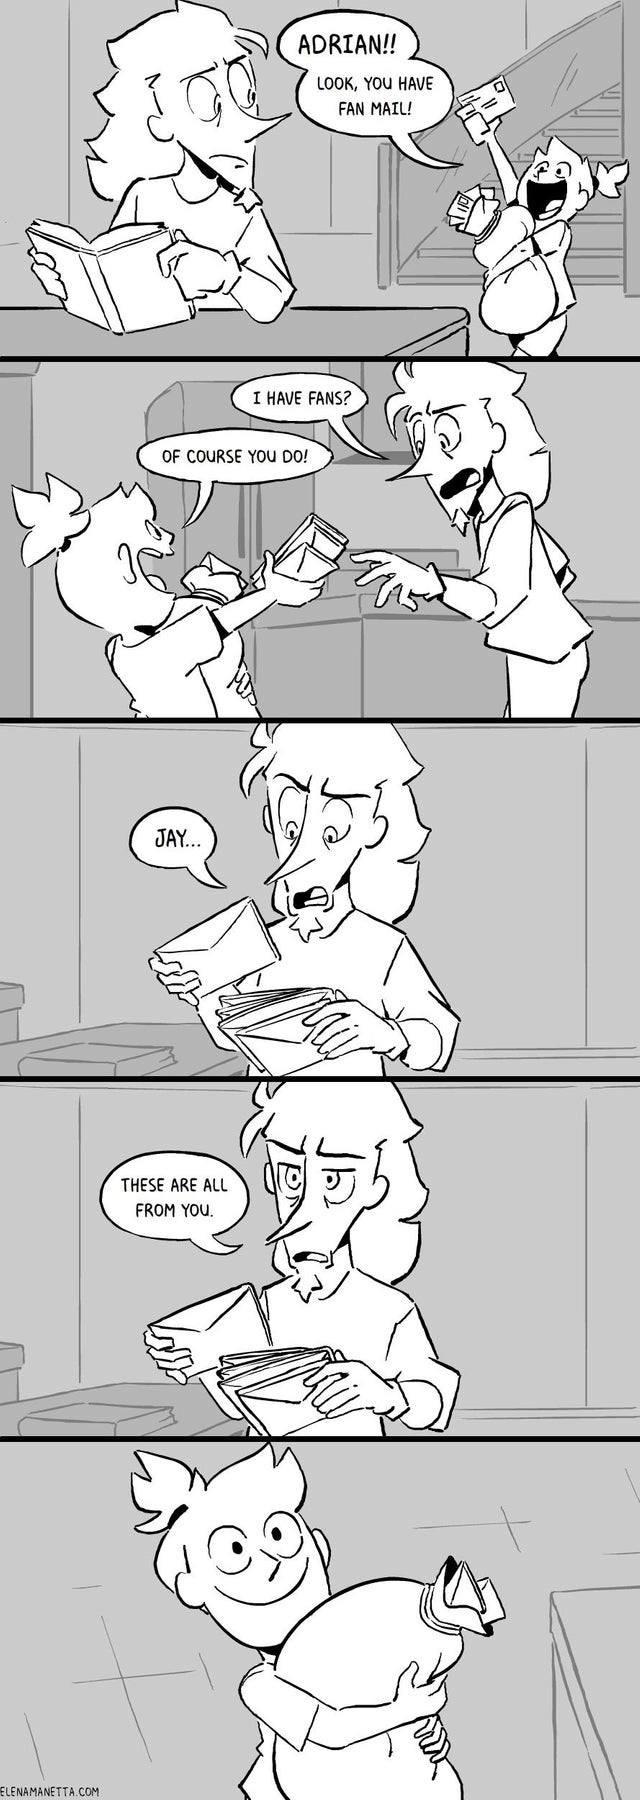 ADRIAN!!
LOOK, YOU HAVE
FAN MAIL!
I HAVE FANS?
OF COURSE YOU DO!
JAY...
THESE ARE ALL
FROM YOU.
ELENAMANETTA.COM